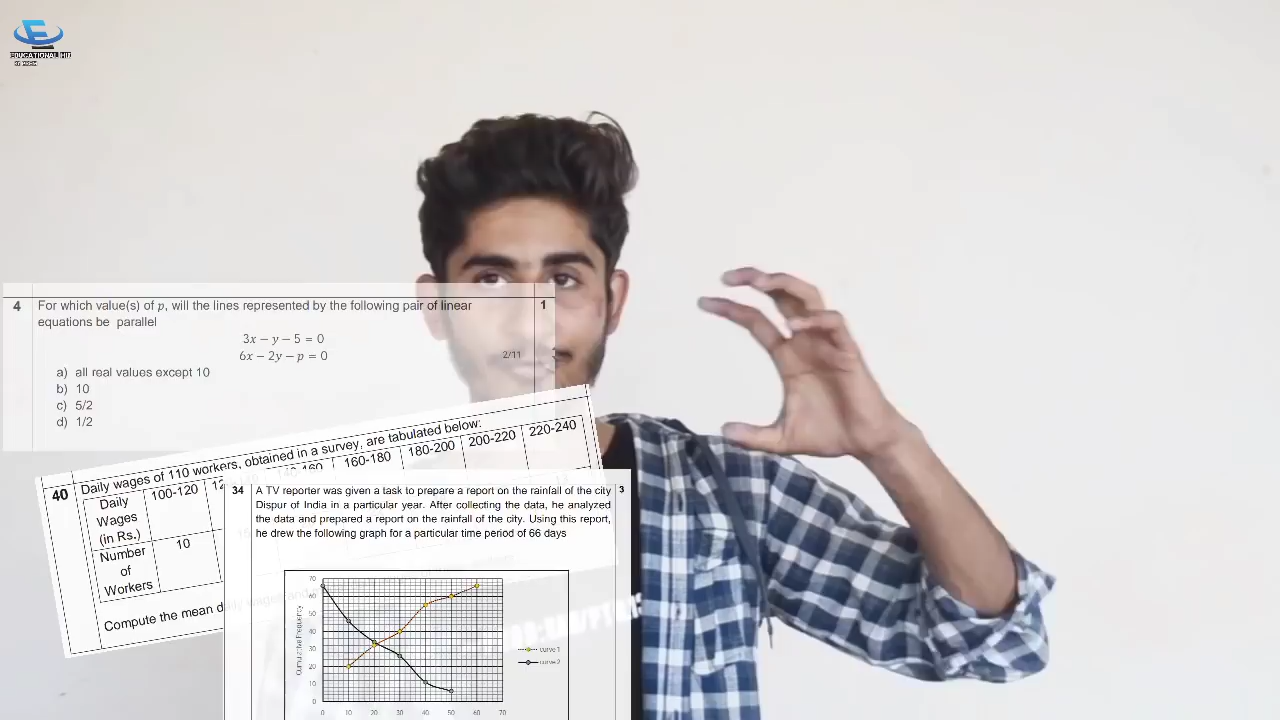 EDUCATIONAL HUB
4
For which value(s) of p, will the lines represented by the following pair of linear
1
equations be parallel
3x − y − 5 = 0
6x − 2y − p = 0
2/11
a) all real values except 10
b) 10
c) 5/2
d) 1/2
40
Daily wages of 110 workers, obtained in a survey, are tabulated below:
Daily
Wages
(in Rs.)
100-120
160-180
180-200
200-220
220-240
Number
of
Workers
10
Compute the mean daily wages and
34
A TV reporter was given a task to prepare a report on the rainfall of the city
3
Dispur of India in a particular year. After collecting the data, he analyzed
the data and prepared a report on the rainfall of the city. Using this report,
he drew the following graph for a particular time period of 66 days
70
60
50
40
30
20
10
0
Cumulative Frequency
curve 1
curve 2
0 10 20 30 40 50 60 70